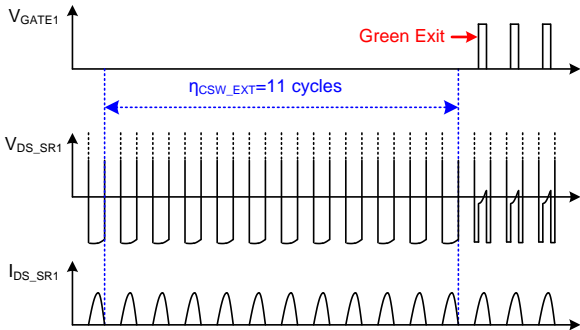 VGATE1
Green Exit
ηCSW_EXT=11 cycles
VDS_SR1
IDS_SR1